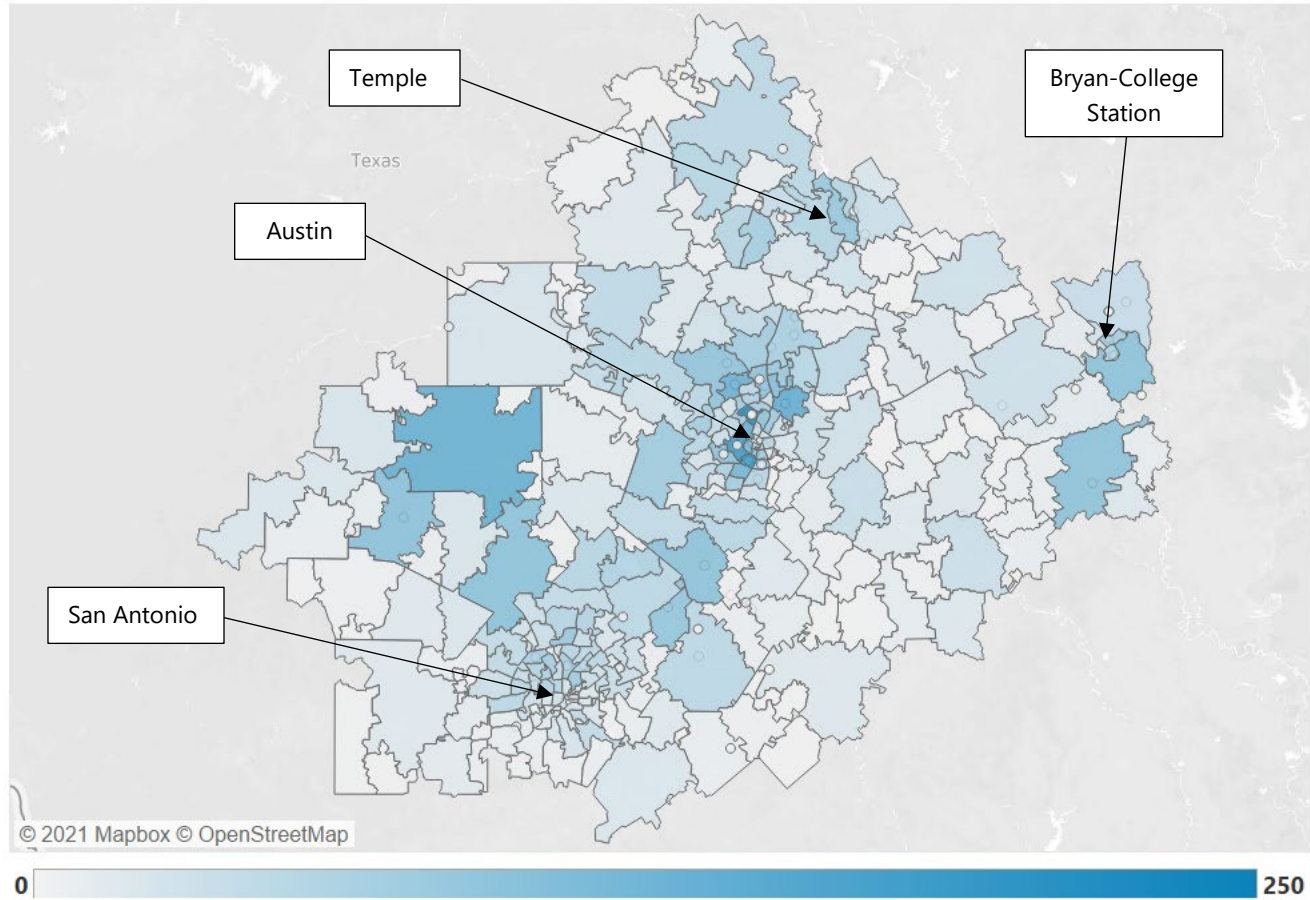 Temple
Bryan-College
Station
Texas
Austin
San Antonio
© 2021 Mapbox © OpenStreetMap
0
250